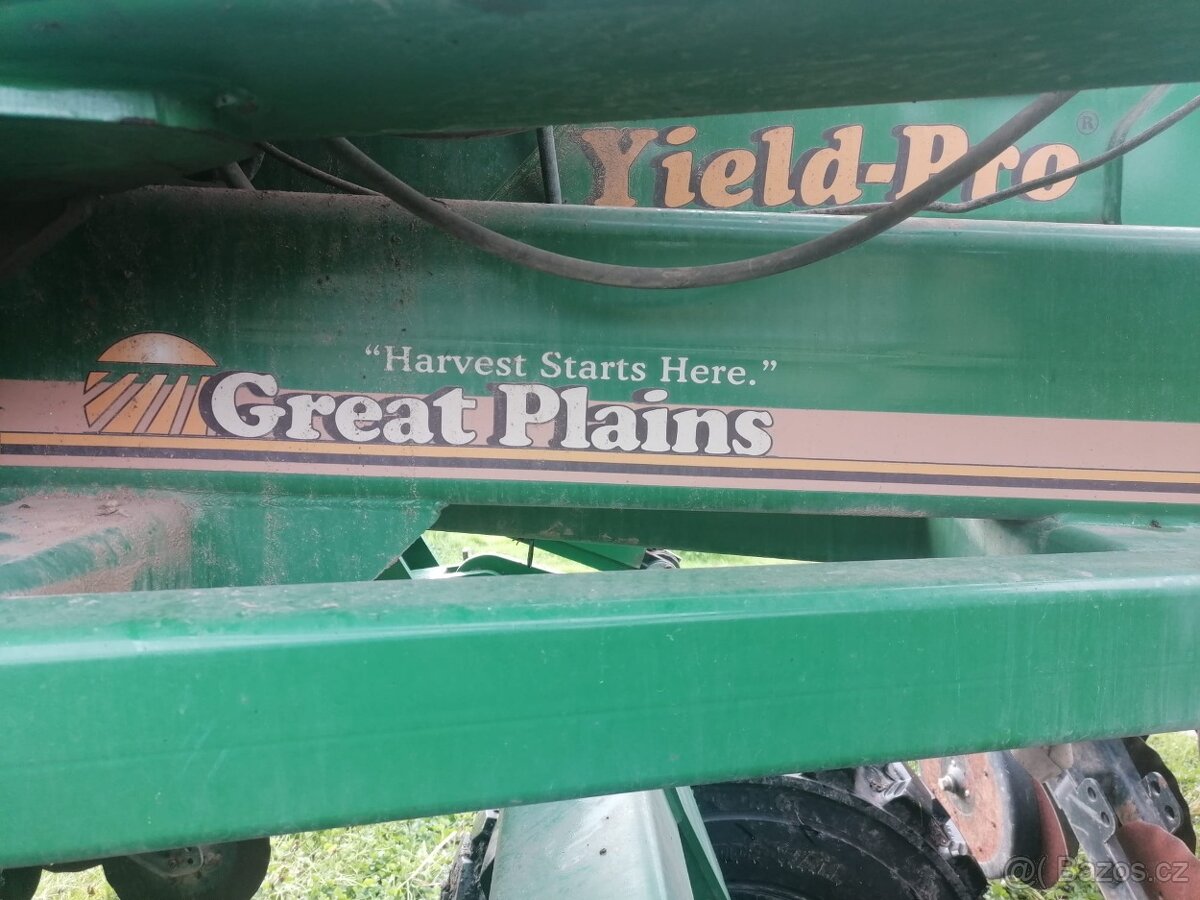 Yield-Pro®
“Harvest Starts Here.”
Great Plains
@Bazos.cz